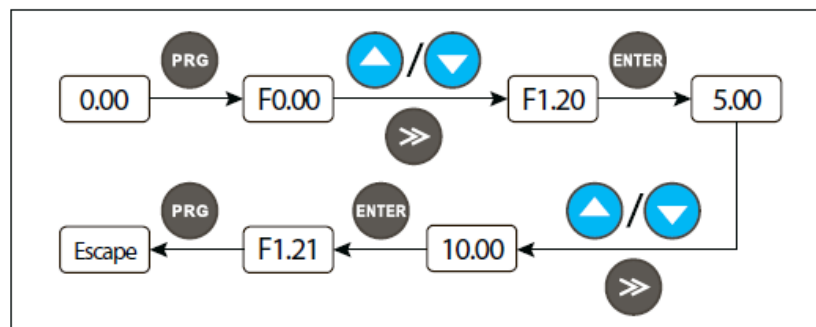 PRG
/
ENTER
0.00
F0.00
F1.20
5.00
PRG
ENTER
/
Escape
F1.21
10.00